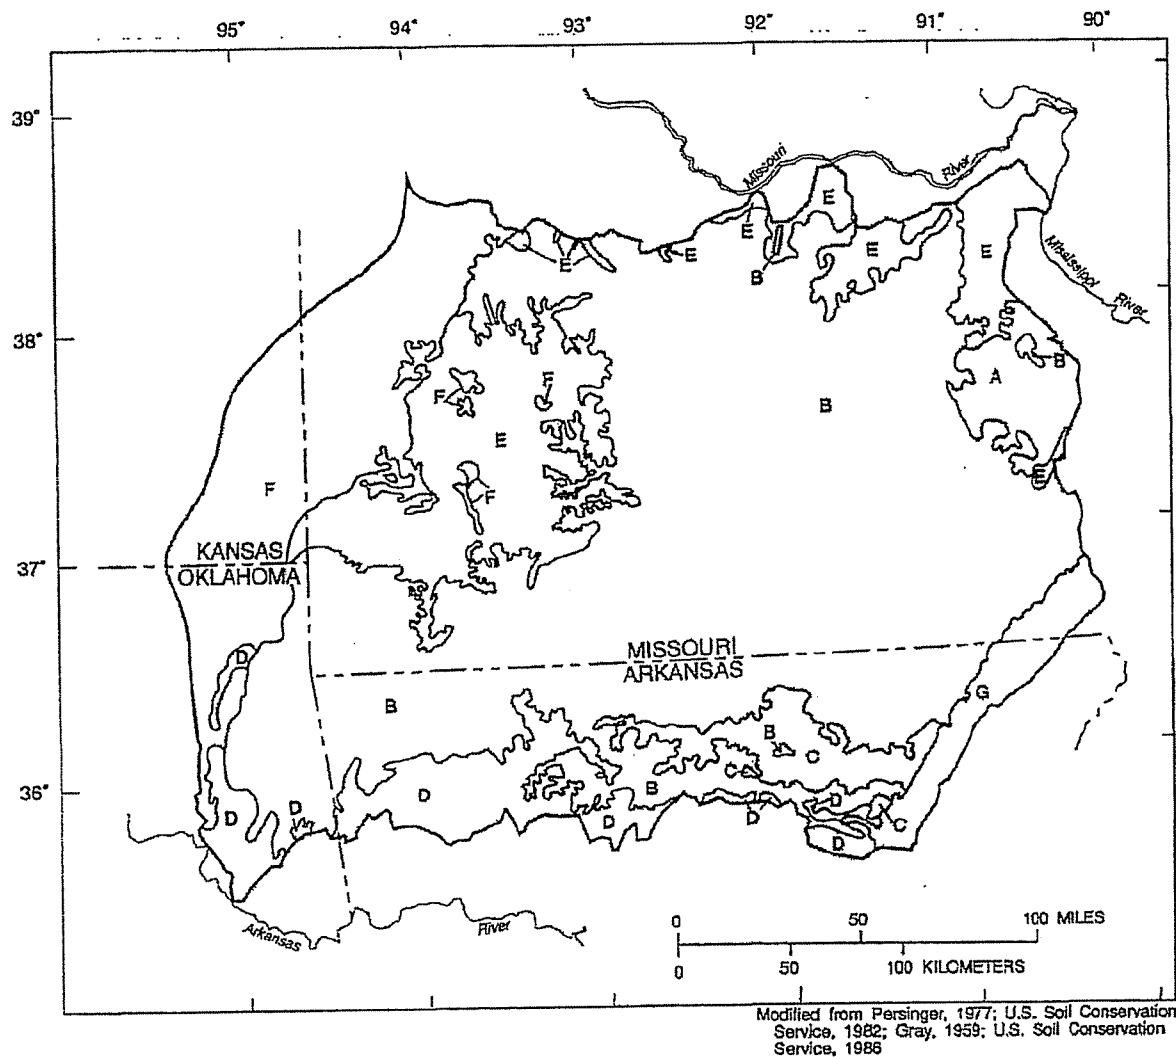 95° 94° 93° 92° 91° 90°
39°
Missouri River
E
E
E E E
E
E
B
Mississippi River
38°
B
F F
A
B
E
E
F
F
KANSAS
37°
OKLAHOMA
D
MISSOURI
ARKANSAS
B
G
B
C
C
36°
D
B
D
D D
D
D
C
D
Arkansas River
0 50 100 MILES
0 50 100 KILOMETERS
Modified from Persinger, 1977; U.S. Soil Conservation
Service, 1982; Gray, 1959; U.S. Soil Conservation
Service, 1986